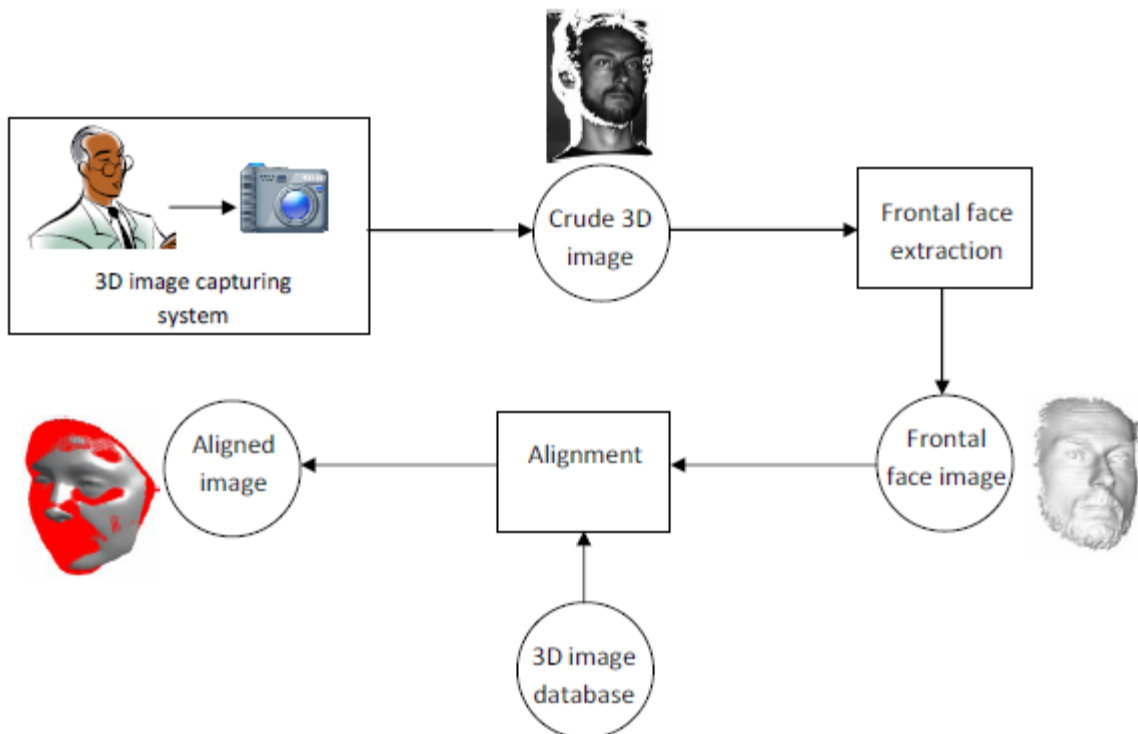 3D image capturing
system
Crude 3D
image
Frontal face
extraction
Frontal
face image
Alignment
Aligned
image
3D image
database